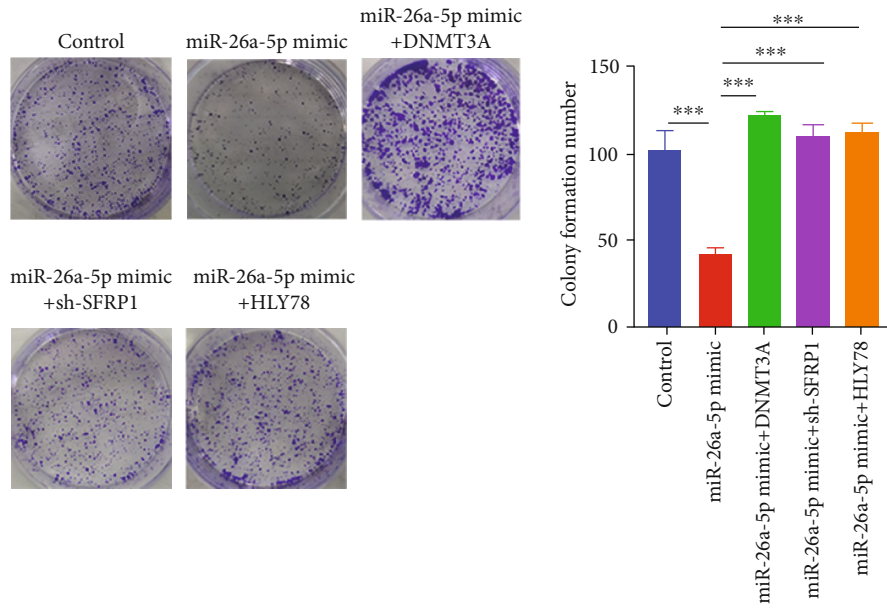 Control
miR-26a-5p mimic
miR-26a-5p mimic
+DNMT3A
miR-26a-5p mimic
+sh-SFRP1
miR-26a-5p mimic
+HLY78
***
***
***
***
150
100
50
0
Colony formation number
Control
miR-26a-5p mimic
miR-26a-5p mimic+DNMT3A
miR-26a-5p mimic+sh-SFRP1
miR-26a-5p mimic+HLY78